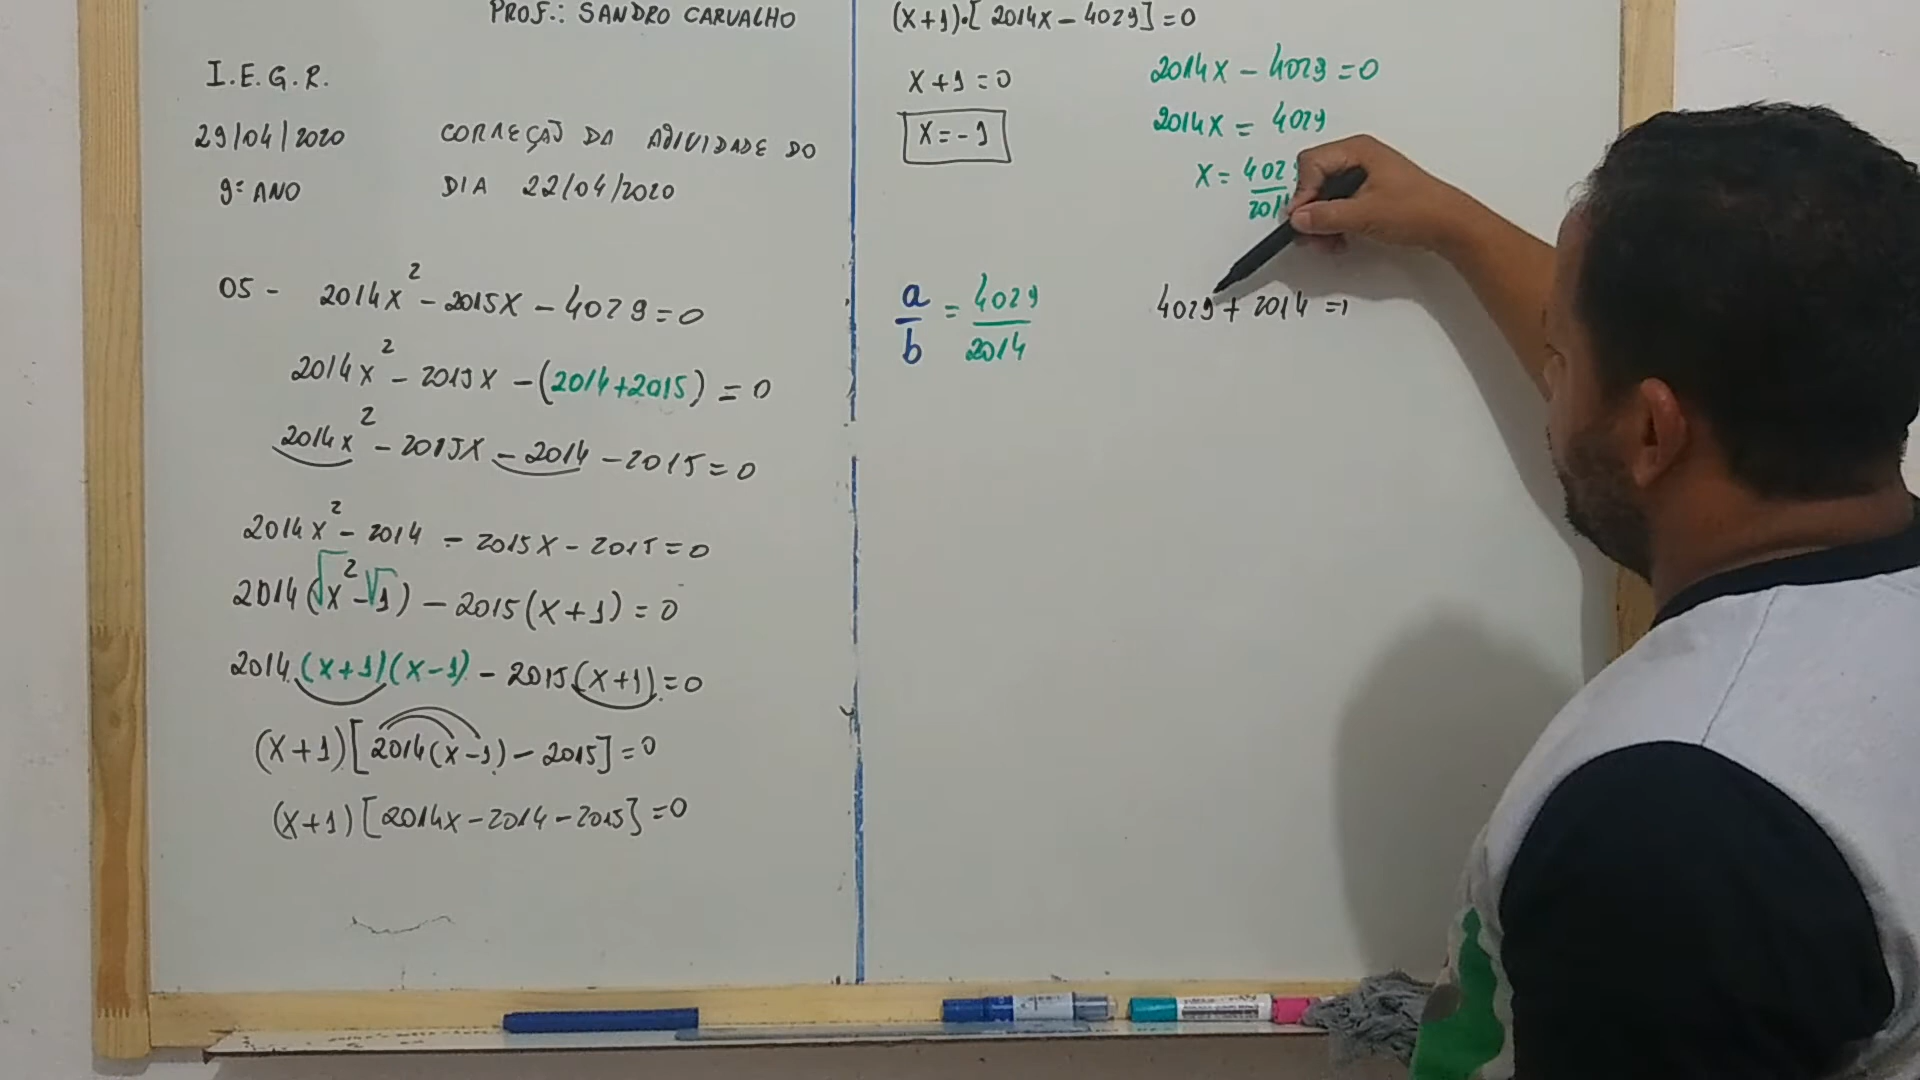 PROF.: SANDRO CARVALHO
I.E.G.R.
29/04/2020
CORREÇAO DA ATIVIDADE DO
9º ANO
DIA 22/04/2020
05 - 2014x² - 2015x - 4029 = 0
2014x² - 2015x - (2014+2015) = 0
2014x² - 2015x - 2014 - 2015 = 0
2014x² - 2014 - 2015x - 2015 = 0
2014(√x² - √1) - 2015(x+1) = 0
2014.(x+1)(x-1) - 2015(x+1) = 0
(x+1)[2014(x-1) - 2015] = 0
(x+1)[2014x - 2014 - 2015] = 0
(x+1)·[2014x - 4029] = 0
x+1 = 0
x = -1
2014x - 4029 = 0
2014x = 4029
x = 402
201
a/b = 4029/2014
4029 + 2014 =